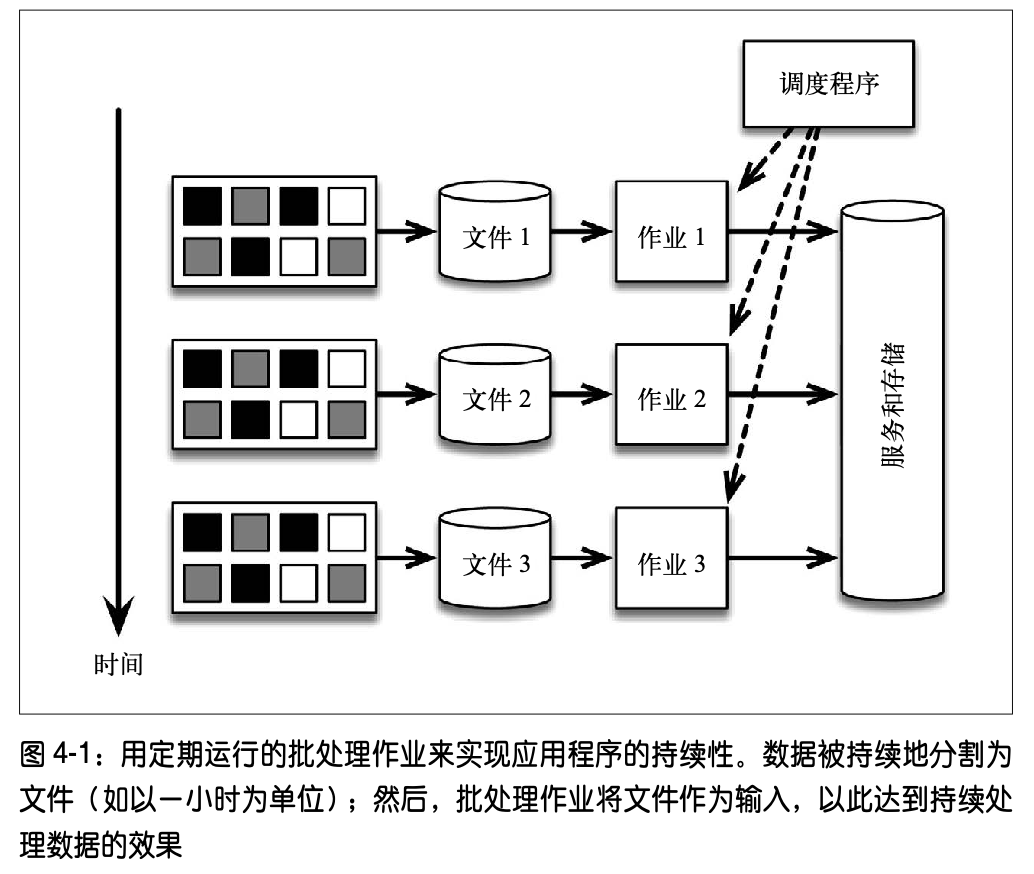 调度程序
文件 1
作业 1
文件 2
作业 2
服务和存储
文件 3
作业 3
时间
图 4-1：用定期运行的批处理作业来实现应用程序的持续性。数据被持续地分割为
文件（如以一小时为单位）；然后，批处理作业将文件作为输入，以此达到持续处
理数据的效果